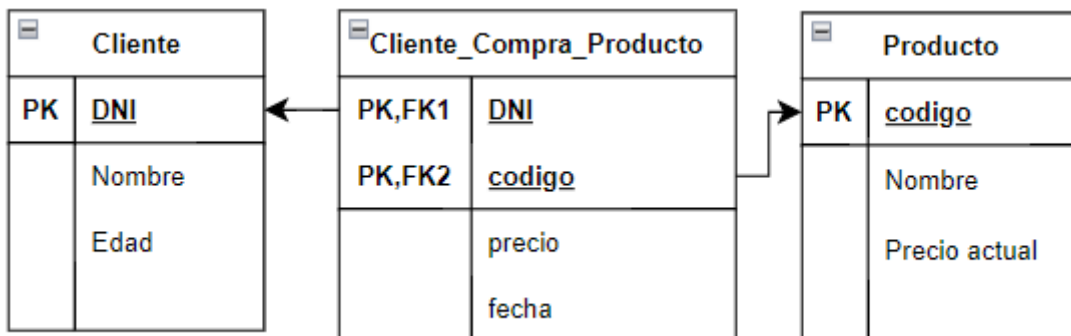 Cliente
PK DNI
Nombre
Edad
Cliente_Compra_Producto
PK,FK1 DNI
PK,FK2 codigo
precio
fecha
Producto
PK codigo
Nombre
Precio actual